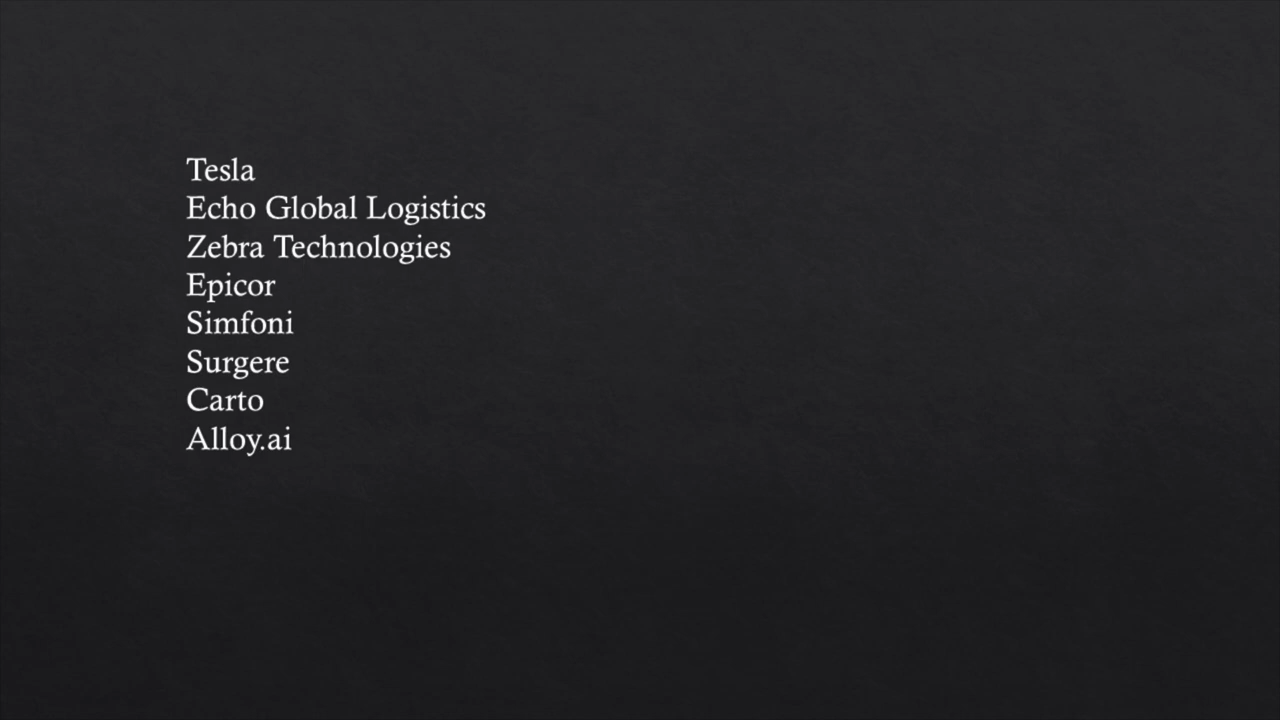 Tesla
Echo Global Logistics
Zebra Technologies
Epicor
Simfoni
Surgere
Carto
Alloy.ai